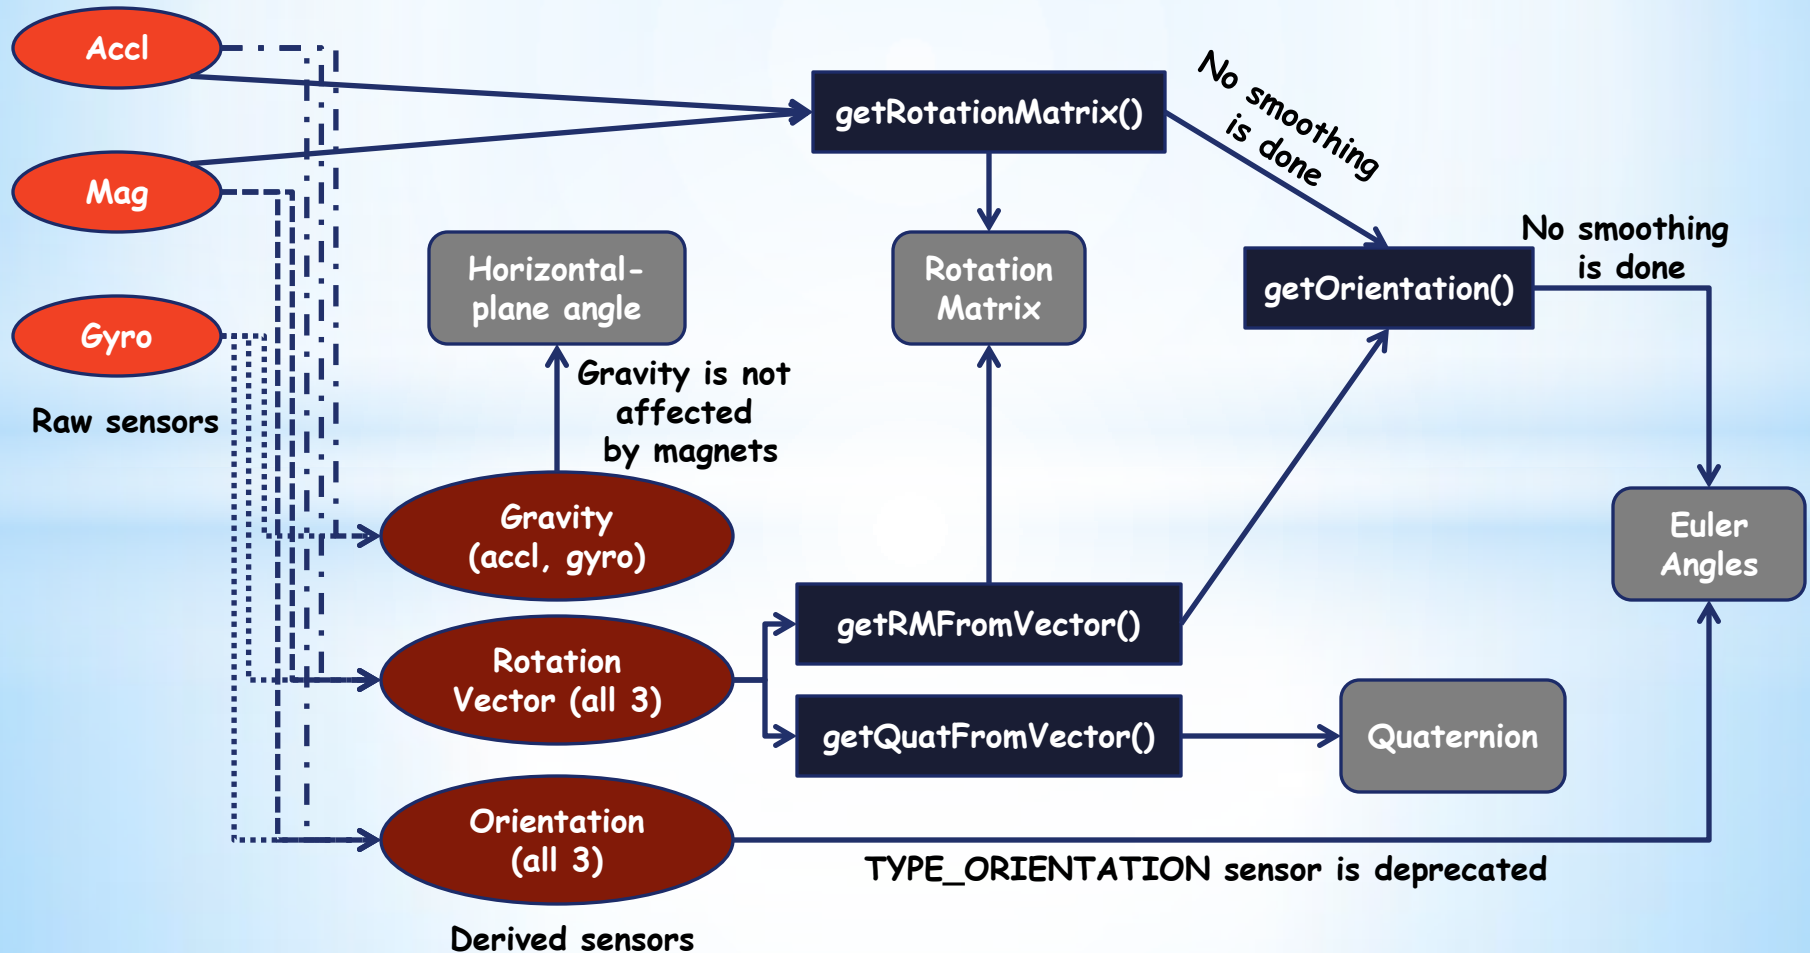 Accl
Mag
Gyro
Raw sensors
getRotationMatrix()
No smoothing
is done
Horizontal-
plane angle
Rotation
Matrix
getOrientation()
No smoothing
is done
Gravity is not
affected
by magnets
Gravity
(accl, gyro)
Euler
Angles
Rotation
Vector (all 3)
getRMFromVector()
getQuatFromVector()
Quaternion
Orientation
(all 3)
TYPE_ORIENTATION sensor is deprecated
Derived sensors